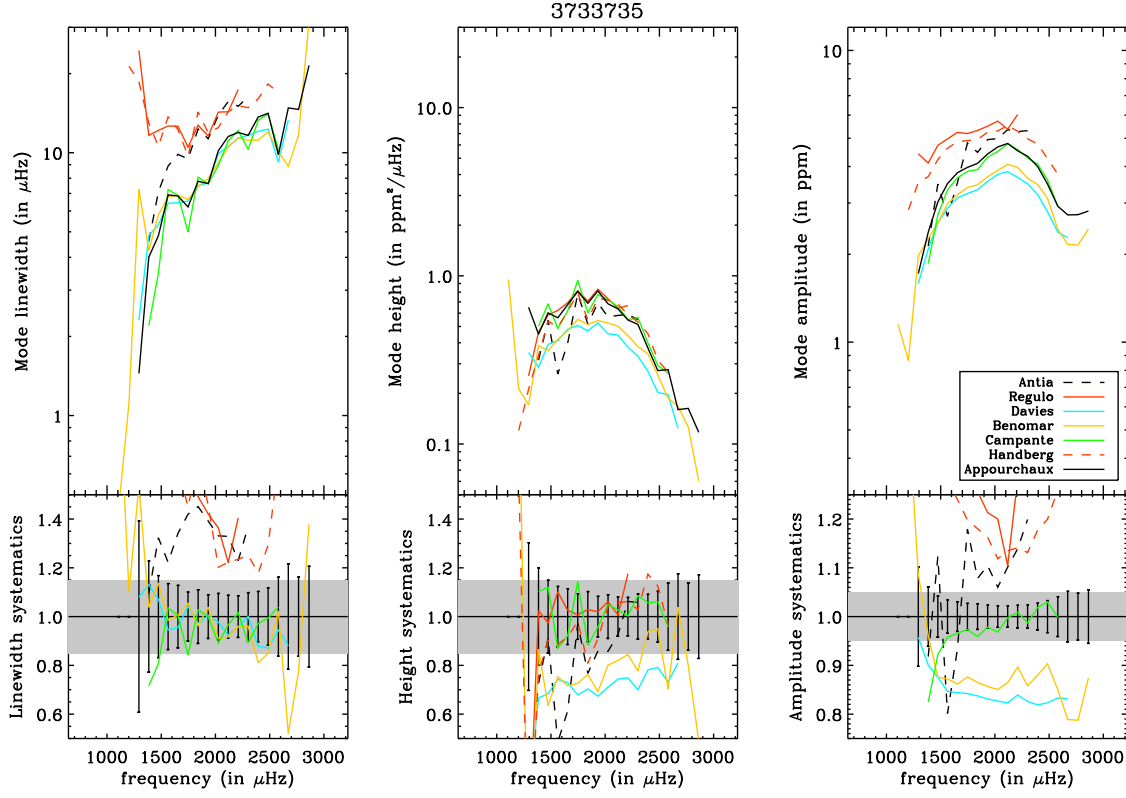 3733735
Mode linewidth (in μHz)
10
1
Mode height (in ppm²/μHz)
10.0
1.0
0.1
Mode amplitude (in ppm)
10
1
Antia
Regulo
Davies
Benomar
Campante
Handberg
Appourchaux
Linewidth systematics
1.4
1.2
1.0
0.8
0.6
1000 1500 2000 2500 3000
frequency (in μHz)
Height systematics
1.4
1.2
1.0
0.8
0.6
1000 1500 2000 2500 3000
frequency (in μHz)
Amplitude systematics
1.2
1.1
1.0
0.9
0.8
1000 1500 2000 2500 3000
frequency (in μHz)